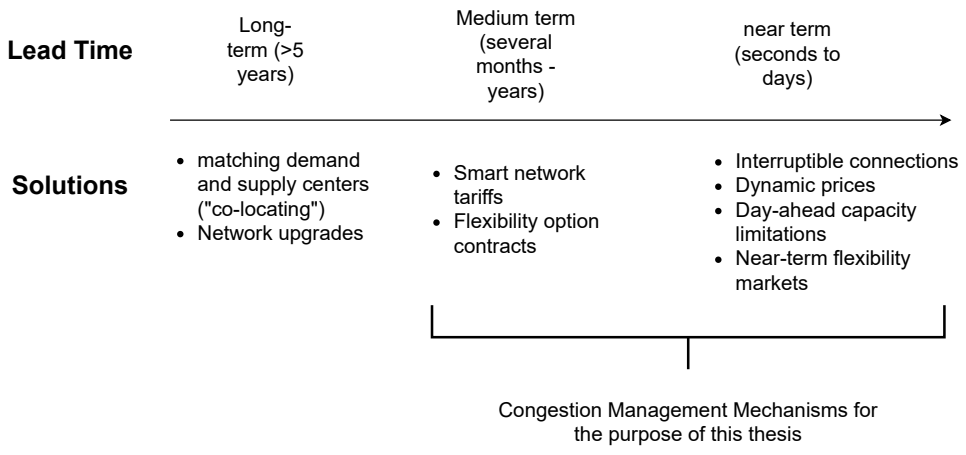 Lead Time
Long-
term (>5
years)
Medium term
(several
months -
years)
near term
(seconds to
days)
Solutions
• matching demand
and supply centers
("co-locating")
• Network upgrades
• Smart network
tariffs
• Flexibility option
contracts
• Interruptible connections
• Dynamic prices
• Day-ahead capacity
limitations
• Near-term flexibility
markets
Congestion Management Mechanisms for
the purpose of this thesis